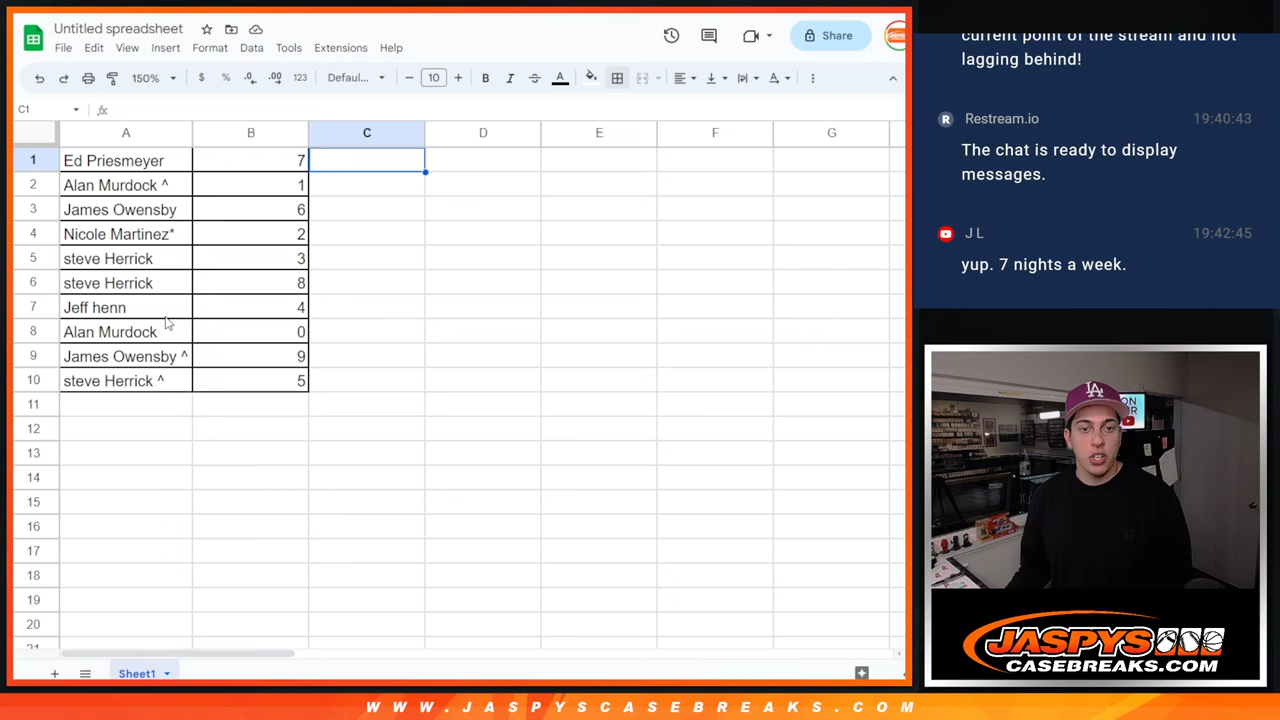 Untitled spreadsheet
File Edit View Insert Format Data Tools Extensions Help
Share
150% $ % .0 .00 123 Defaul... 10 B I A
C1 fx
A B C D E F G
1 Ed Priesmeyer 7
2 Alan Murdock ^ 1
3 James Owensby 6
4 Nicole Martinez* 2
5 steve Herrick 3
6 steve Herrick 8
7 Jeff henn 4
8 Alan Murdock 0
9 James Owensby ^ 9
10 steve Herrick ^ 5
11
12
13
14
15
16
17
18
19
20
Sheet1
current point of the stream and not
lagging behind!
R Restream.io 19:40:43
The chat is ready to display
messages.
J L 19:42:45
yup. 7 nights a week.
LA
ON
JASPYS
CASEBREAKS.COM
WWW.JASPYSCASEBREAKS.COM